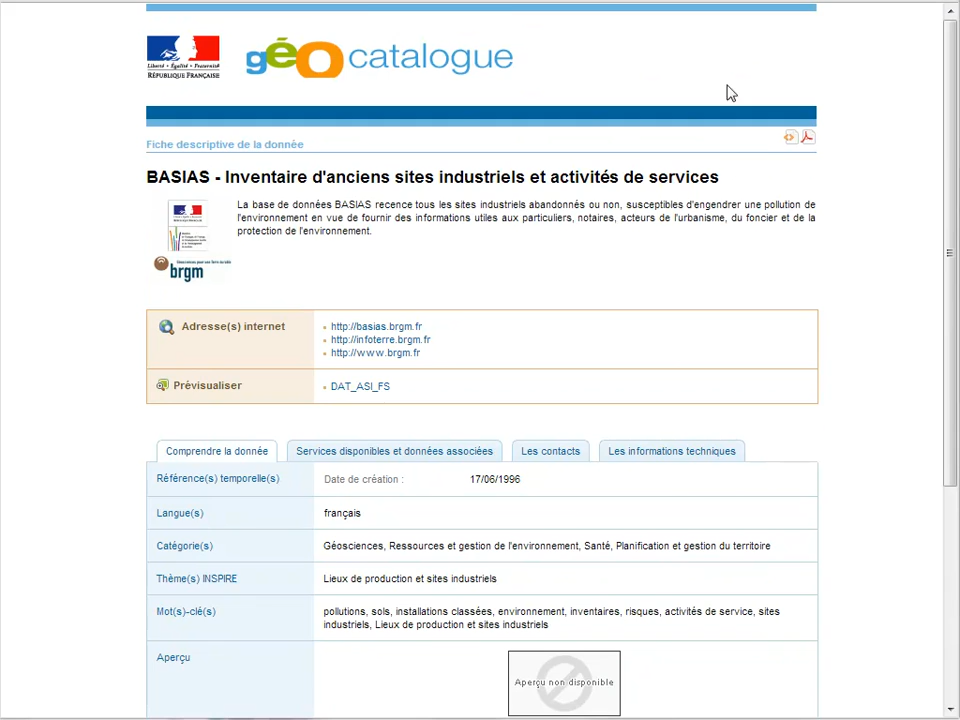 Liberté • Égalité • Fraternité
RÉPUBLIQUE FRANÇAISE
géo catalogue
Fiche descriptive de la donnée
BASIAS - Inventaire d'anciens sites industriels et activités de services
La base de données BASIAS recence tous les sites industriels abandonnés ou non, susceptibles d'engendrer une pollution de
l'environnement en vue de fournir des informations utiles aux particuliers, notaires, acteurs de l'urbanisme, du foncier et de la
protection de l'environnement.
brgm
Adresse(s) internet
http://basias.brgm.fr
http://infoterre.brgm.fr
http://www.brgm.fr
Prévisualiser
DAT_ASI_FS
Comprendre la donnée
Services disponibles et données associées
Les contacts
Les informations techniques
Référence(s) temporelle(s)
Date de création :
17/06/1996
Langue(s)
français
Catégorie(s)
Géosciences, Ressources et gestion de l'environnement, Santé, Planification et gestion du territoire
Thème(s) INSPIRE
Lieux de production et sites industriels
Mot(s)-clé(s)
pollutions, sols, installations classées, environnement, inventaires, risques, activités de service, sites
industriels, Lieux de production et sites industriels
Aperçu
Aperçu non disponible